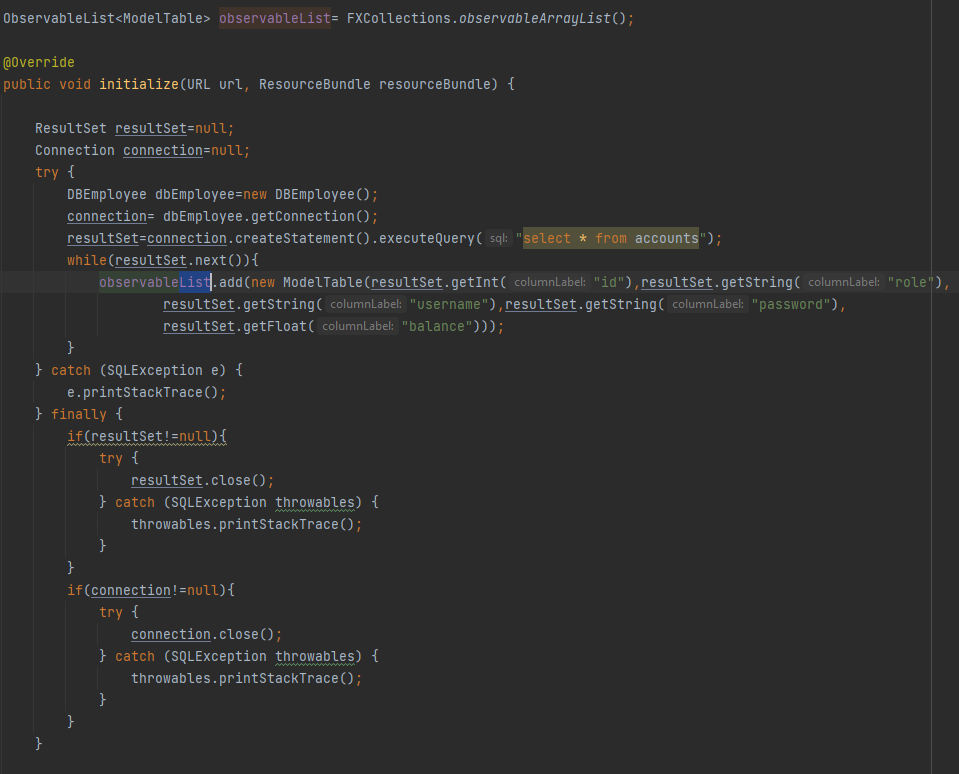 ObservableList<ModelTable> observableList= FXCollections.observableArrayList();
@Override
public void initialize(URL url, ResourceBundle resourceBundle) {
ResultSet resultSet=null;
Connection connection=null;
try {
DBEmployee dbEmployee=new DBEmployee();
connection= dbEmployee.getConnection();
resultSet=connection.createStatement().executeQuery( sql: "select * from accounts");
while(resultSet.next()){
observableList.add(new ModelTable(resultSet.getInt( columnLabel: "id"),resultSet.getString( columnLabel: "role"),
resultSet.getString( columnLabel: "username"),resultSet.getString( columnLabel: "password"),
resultSet.getFloat( columnLabel: "balance")));
}
} catch (SQLException e) {
e.printStackTrace();
} finally {
if(resultSet!=null){
try {
resultSet.close();
} catch (SQLException throwables) {
throwables.printStackTrace();
}
}
if(connection!=null){
try {
connection.close();
} catch (SQLException throwables) {
throwables.printStackTrace();
}
}
}